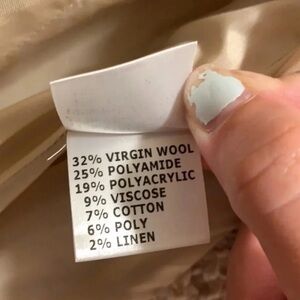 32% VIRGIN WOOL
25% POLYAMIDE
19% POLYACRYLIC
9% VISCOSE
7% COTTON
6% POLY
2% LINEN